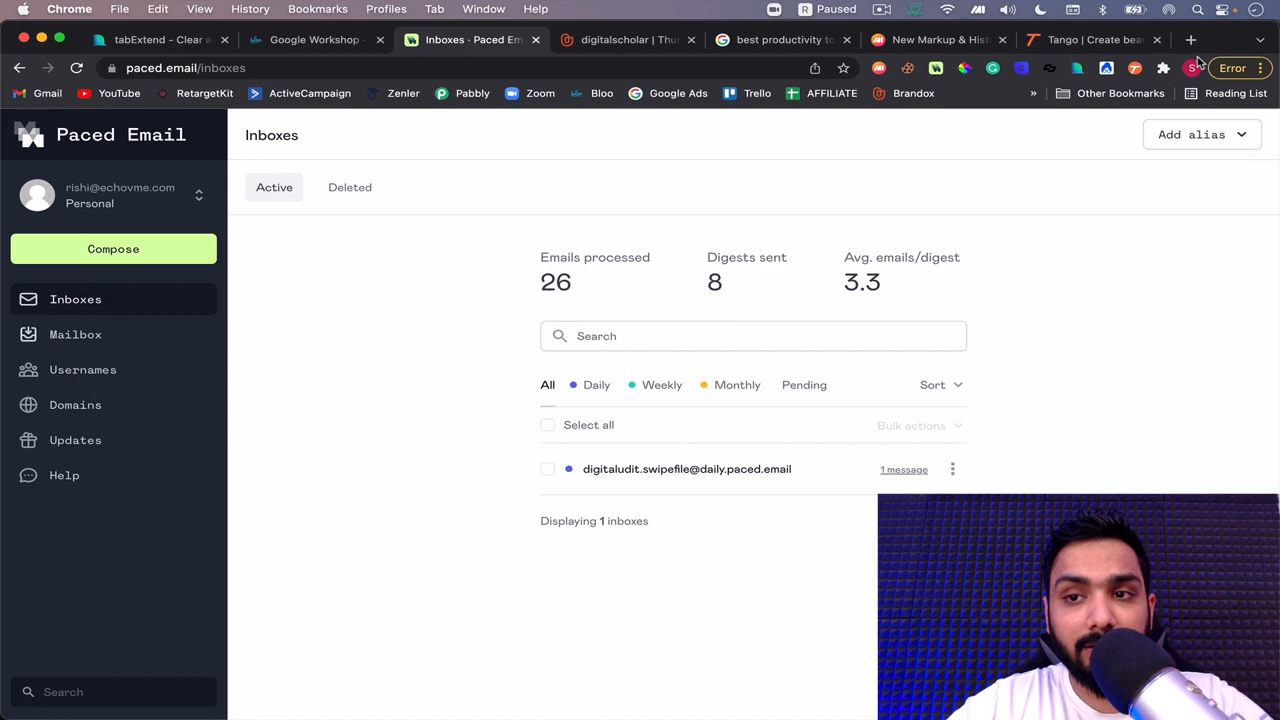 Chrome File Edit View History Bookmarks Profiles Tab Window Help R Paused
tabExtend - Clear a Google Workshop - Inboxes · Paced Em digitalscholar | Thu best productivity to New Markup & Hist Tango | Create bea
paced.email/inboxes S Error
Gmail YouTube RetargetKit ActiveCampaign Zenler Pabbly Zoom Bloo Google Ads Trello AFFILIATE Brandox » Other Bookmarks Reading List
Paced Email
Inboxes
Add alias
rishi@echovme.com
Personal
Active Deleted
Compose
Inboxes
Mailbox
Usernames
Domains
Updates
Help
Search
Emails processed Digests sent Avg. emails/digest
26 8 3.3
Search
All Daily Weekly Monthly Pending Sort
Select all Bulk actions
digitaludit.swipefile@daily.paced.email 1 message
Displaying 1 inboxes